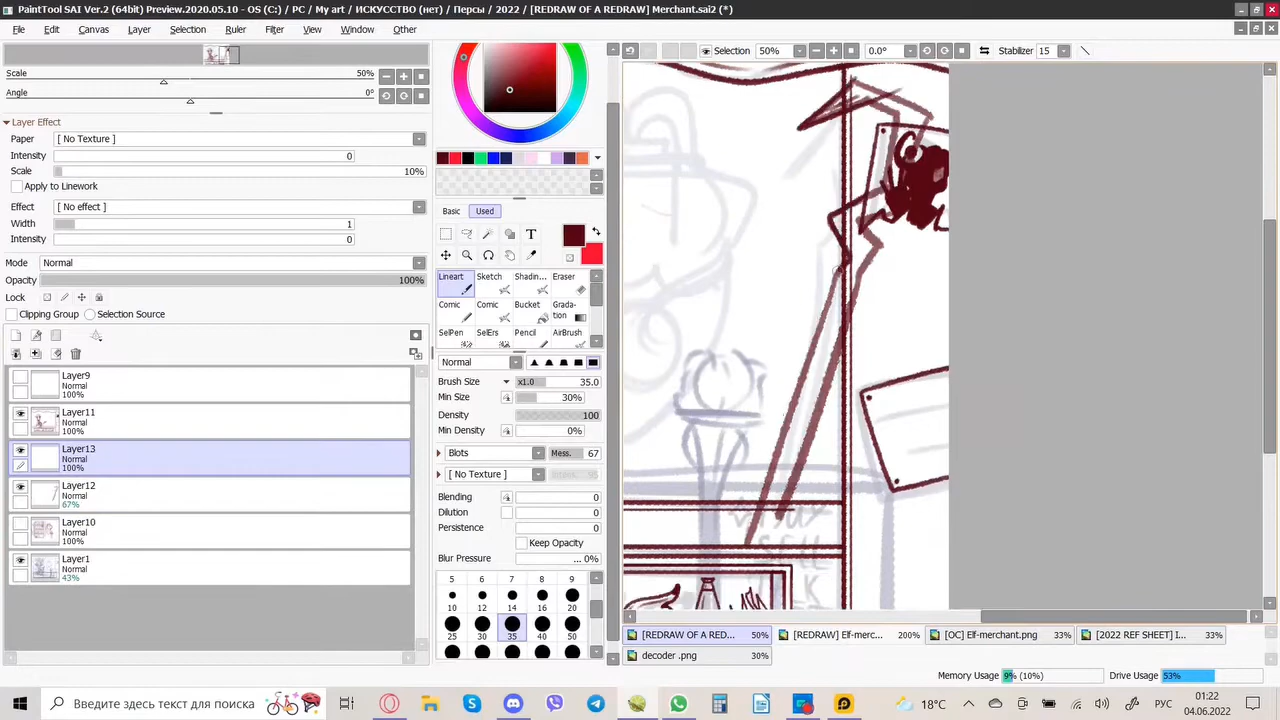 PaintTool SAI Ver.2 (64bit) Preview.2020.05.10 - OS (C:) / PC / My art / ИСКУССТВО (нет) / Персы / 2022 / [REDRAW OF A REDRAW] Merchant.sai2 (*)
File Edit Canvas Layer Selection Ruler Filter View Window Other
Selection 50% 0.0° Stabilizer 15
Scale 50%
Angle 0°
Layer Effect
Paper [ No Texture ]
Intensity 0
Scale 10%
Apply to Linework
Effect [ No effect ]
Width 1
Intensity 0
Mode Normal
Opacity 100%
Lock
Clipping Group Selection Source
Layer9
Normal
100%
Layer11
Normal
100%
Layer13
Normal
100%
Layer12
Normal
67%
Layer10
Normal
100%
Layer1
Normal
Basic Used
T
Lineart Sketch Shadin... Eraser
Comic Comic Bucket Grada-
tion
SelPen SelErs Pencil AirBrush
Normal
Brush Size x1.0 35.0
Min Size 30%
Density 100
Min Density 0%
Blots Mess. 67
[ No Texture ]
Blending 0
Dilution 0
Persistence 0
Keep Opacity
Blur Pressure ... 0%
5 6 7 8 9
10 12 14 16 20
25 30 35 40 50
[REDRAW OF A RED... 50% [REDRAW] Elf-merc... 200% [OC] Elf-merchant.png 33% [2022 REF SHEET] I... 33%
decoder .png 30%
Memory Usage 9% (10%) Drive Usage 53%
Введите здесь текст для поиска
18°C РУС 01:22
04.06.2022